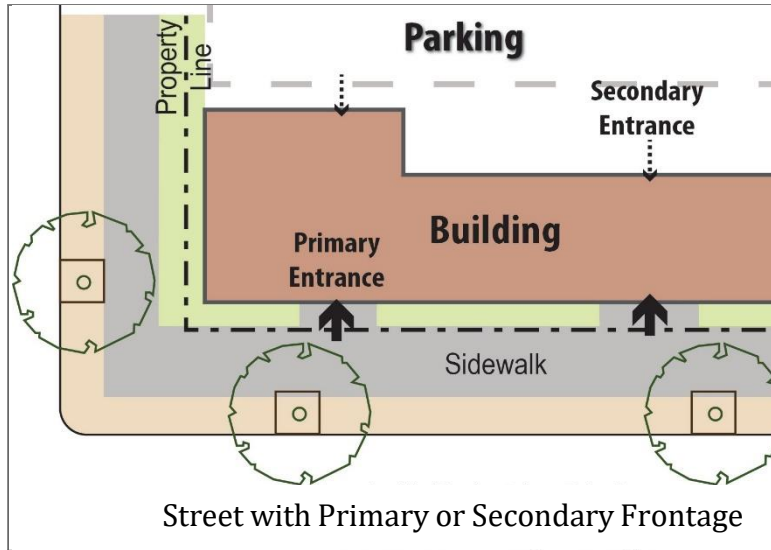 Parking
Property
Line
Secondary
Entrance
Building
Primary
Entrance
Sidewalk
Street with Primary or Secondary Frontage